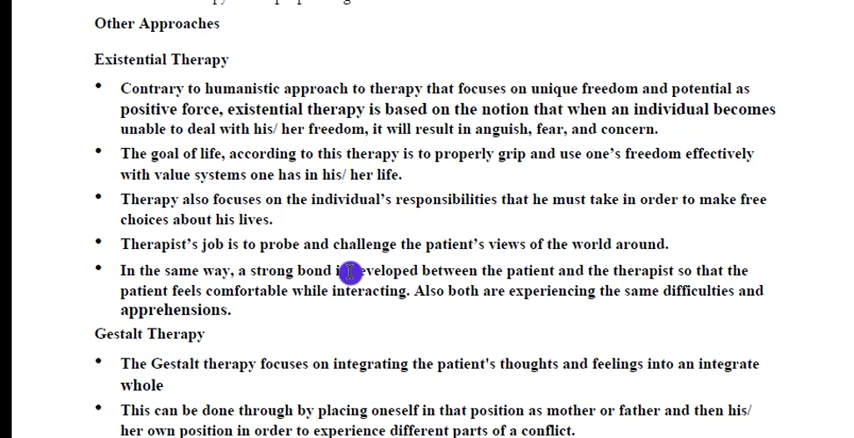 Other Approaches
Existential Therapy
• Contrary to humanistic approach to therapy that focuses on unique freedom and potential as
positive force, existential therapy is based on the notion that when an individual becomes
unable to deal with his/ her freedom, it will result in anguish, fear, and concern.
• The goal of life, according to this therapy is to properly grip and use one's freedom effectively
with value systems one has in his/ her life.
• Therapy also focuses on the individual's responsibilities that he must take in order to make free
choices about his lives.
• Therapist's job is to probe and challenge the patient's views of the world around.
• In the same way, a strong bond is developed between the patient and the therapist so that the
patient feels comfortable while interacting. Also both are experiencing the same difficulties and
apprehensions.
Gestalt Therapy
• The Gestalt therapy focuses on integrating the patient's thoughts and feelings into an integrate
whole
• This can be done through by placing oneself in that position as mother or father and then his/
her own position in order to experience different parts of a conflict.